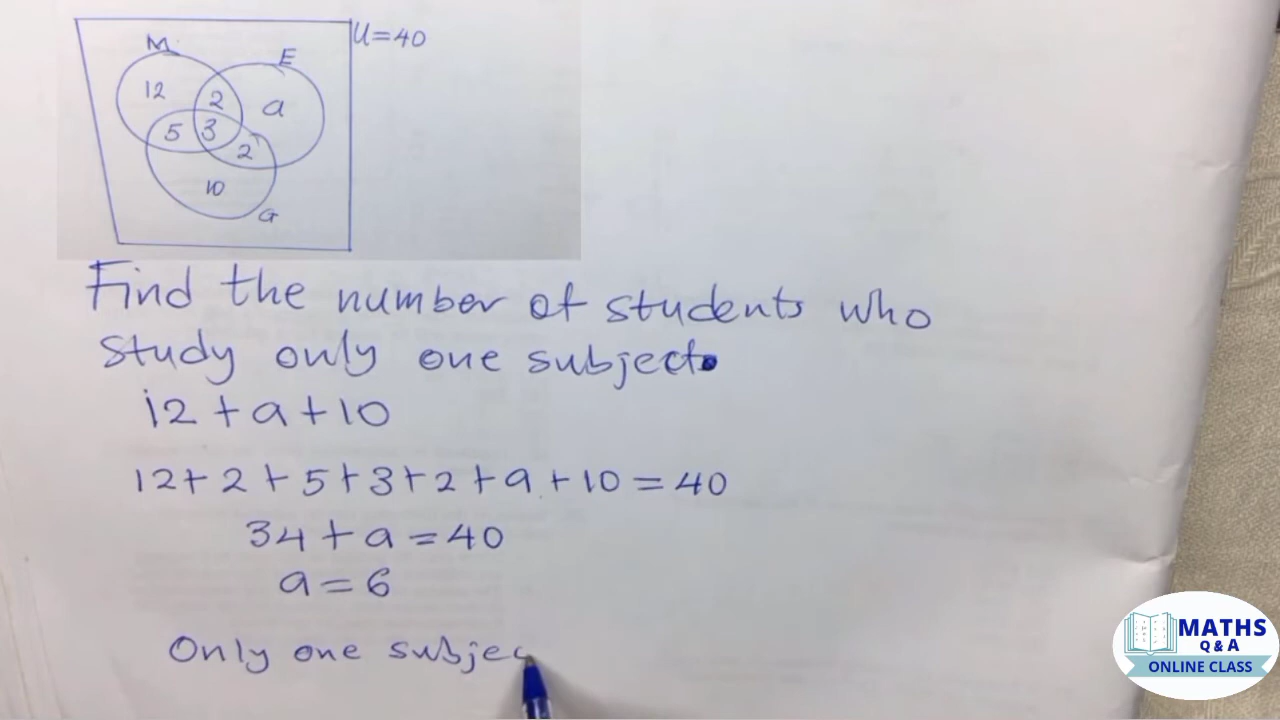 U=40
M
E
12
2
a
5
3
2
10
G
Find the number of students who
study only one subject.
12 + a + 10
12 + 2 + 5 + 3 + 2 + a + 10 = 40
34 + a = 40
a = 6
Only one subjec
MATHS
Q & A
ONLINE CLASS